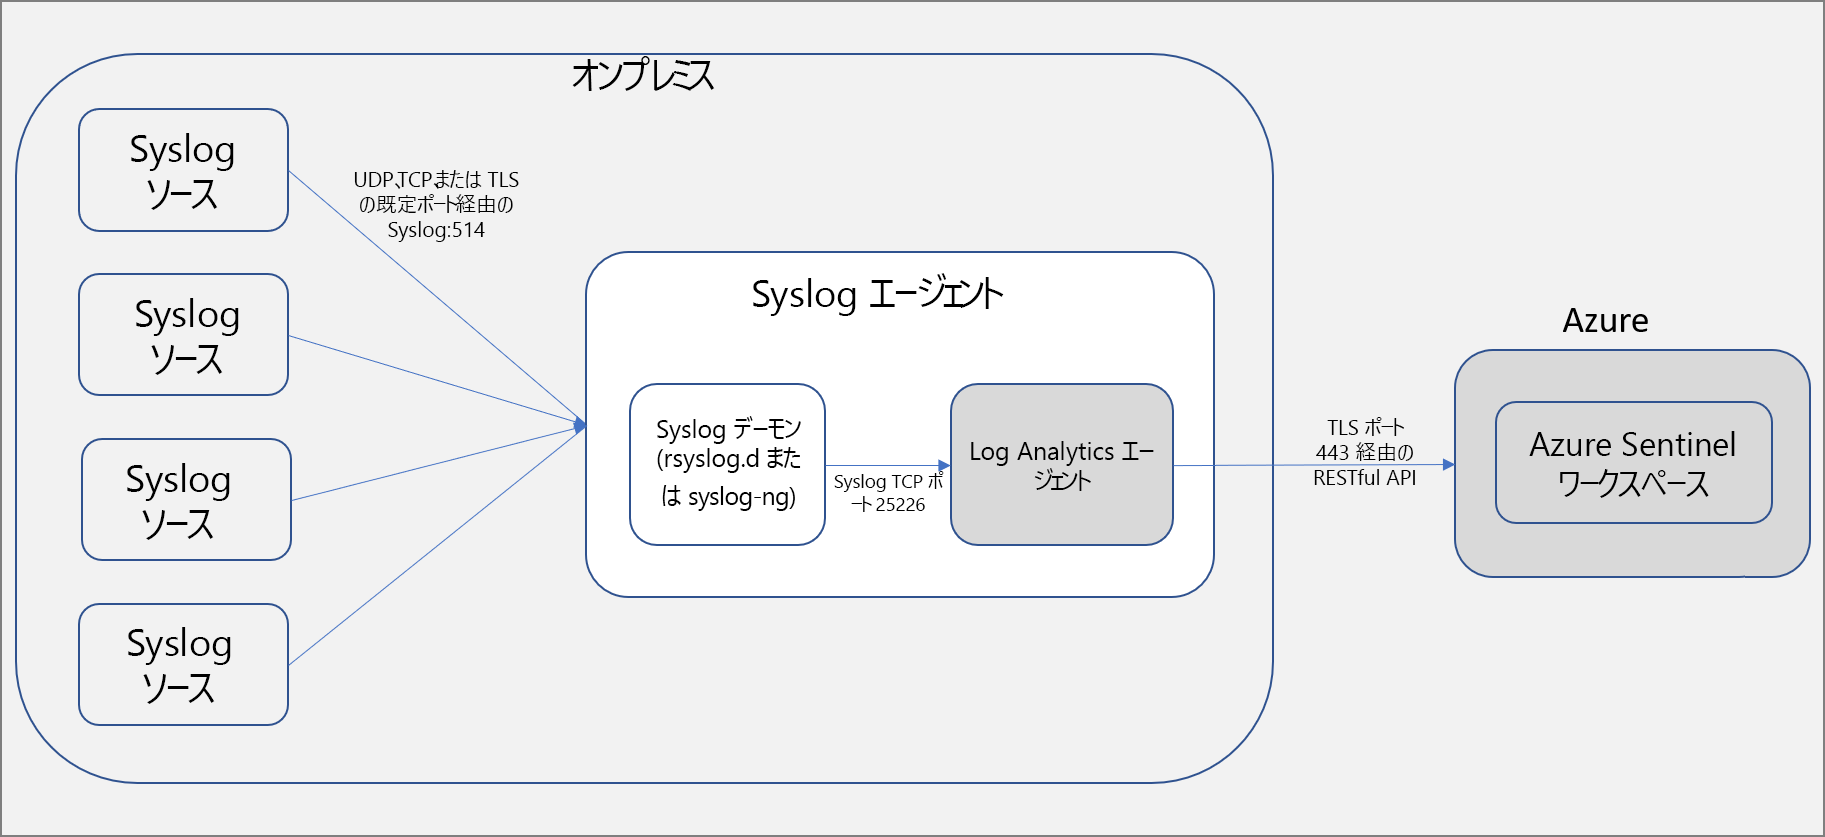 オンプレミス
Syslog
ソース
UDP、TCP、または TLS
の既定ポート経由の
Syslog:514
Syslog
ソース
Syslog
ソース
Syslog
ソース
Syslog エージェント
Syslog デーモン
(rsyslog.d また
は syslog-ng)
Syslog TCP ポ
ート 25226
Log Analytics エー
ジェント
TLS ポート
443 経由の
RESTful API
Azure
Azure Sentinel
ワークスペース